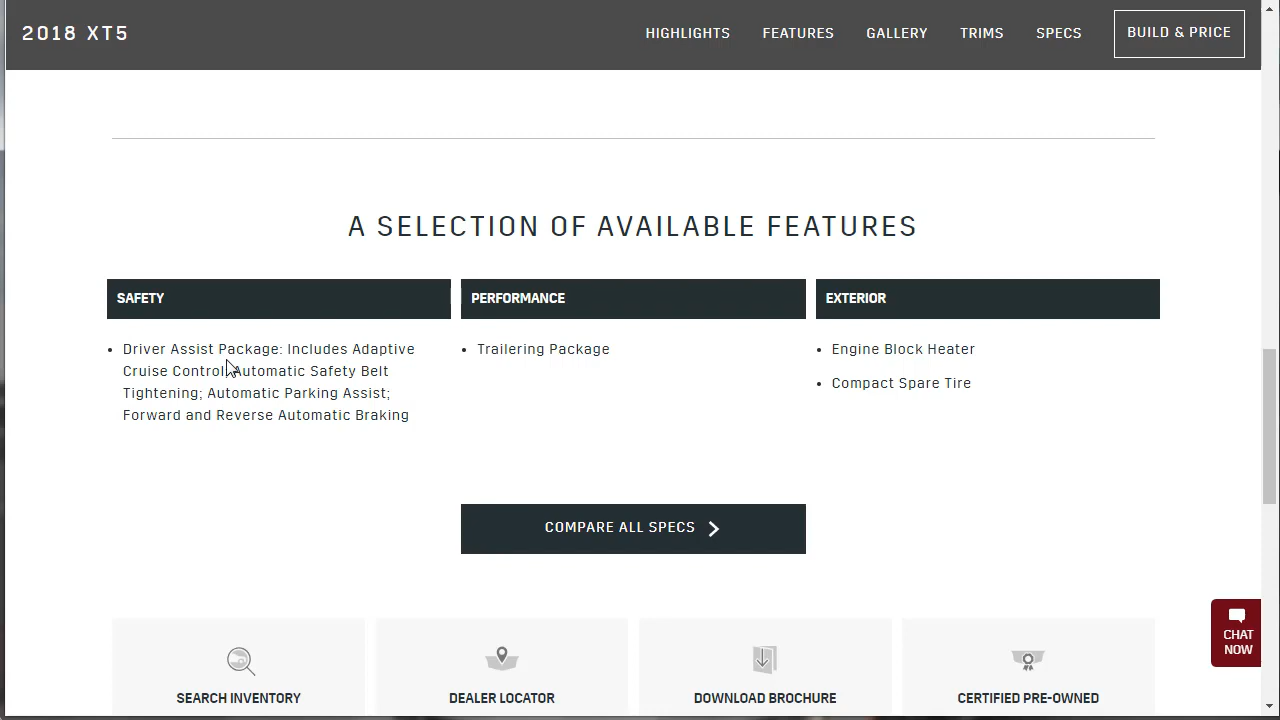 2018 XT5
HIGHLIGHTS
FEATURES
GALLERY
TRIMS
SPECS
BUILD & PRICE
A SELECTION OF AVAILABLE FEATURES
SAFETY
Driver Assist Package: Includes Adaptive
Cruise Control; Automatic Safety Belt
Tightening; Automatic Parking Assist;
Forward and Reverse Automatic Braking
PERFORMANCE
Trailering Package
EXTERIOR
Engine Block Heater
Compact Spare Tire
COMPARE ALL SPECS
CHAT
NOW
SEARCH INVENTORY
DEALER LOCATOR
DOWNLOAD BROCHURE
CERTIFIED PRE-OWNED